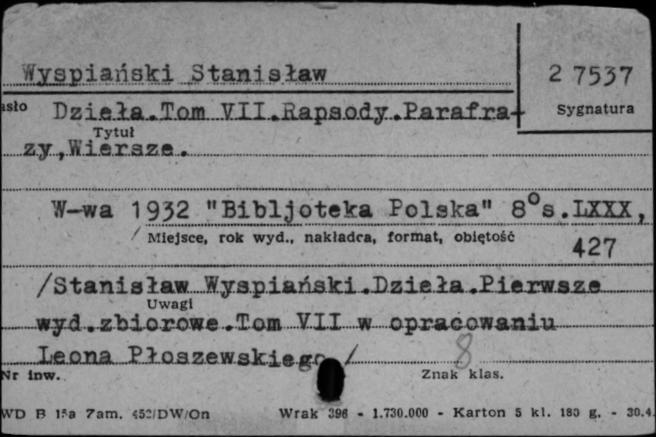 Wyspiański Stanisław
2 7537
Sygnatura
asło Dzieła.Tom VII.Rapsody.Parafra-
Tytuł
zy,Wiersze.
W-wa 1932 "Bibljoteka Polska" 8°s.LXXX,
Miejsce, rok wyd., nakładca, format, obiętość
427
/Stanisław Wyspiański.Dzieła.Pierwsze
Uwagi
wyd.zbiorowe.Tom VII w opracowaniu
Leona Płoszewskiego/
8
Nr inw.
Znak klas.
WD B 15a Zam. 452/DW/On Wrak 396 - 1.730.000 - Karton 5 kl. 180 g. - 30.4.